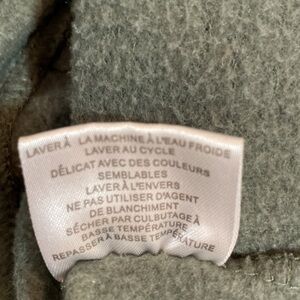 LAVER À LA MACHINE À L'EAU FROIDE
LAVER AU CYCLE
DÉLICAT AVEC DES COULEURS
SEMBLABLES
LAVER À L'ENVERS
NE PAS UTILISER D'AGENT
DE BLANCHIMENT
SÉCHER PAR CULBUTAGE À
BASSE TEMPÉRATURE
REPASSER À BASSE TEMPÉRATURE